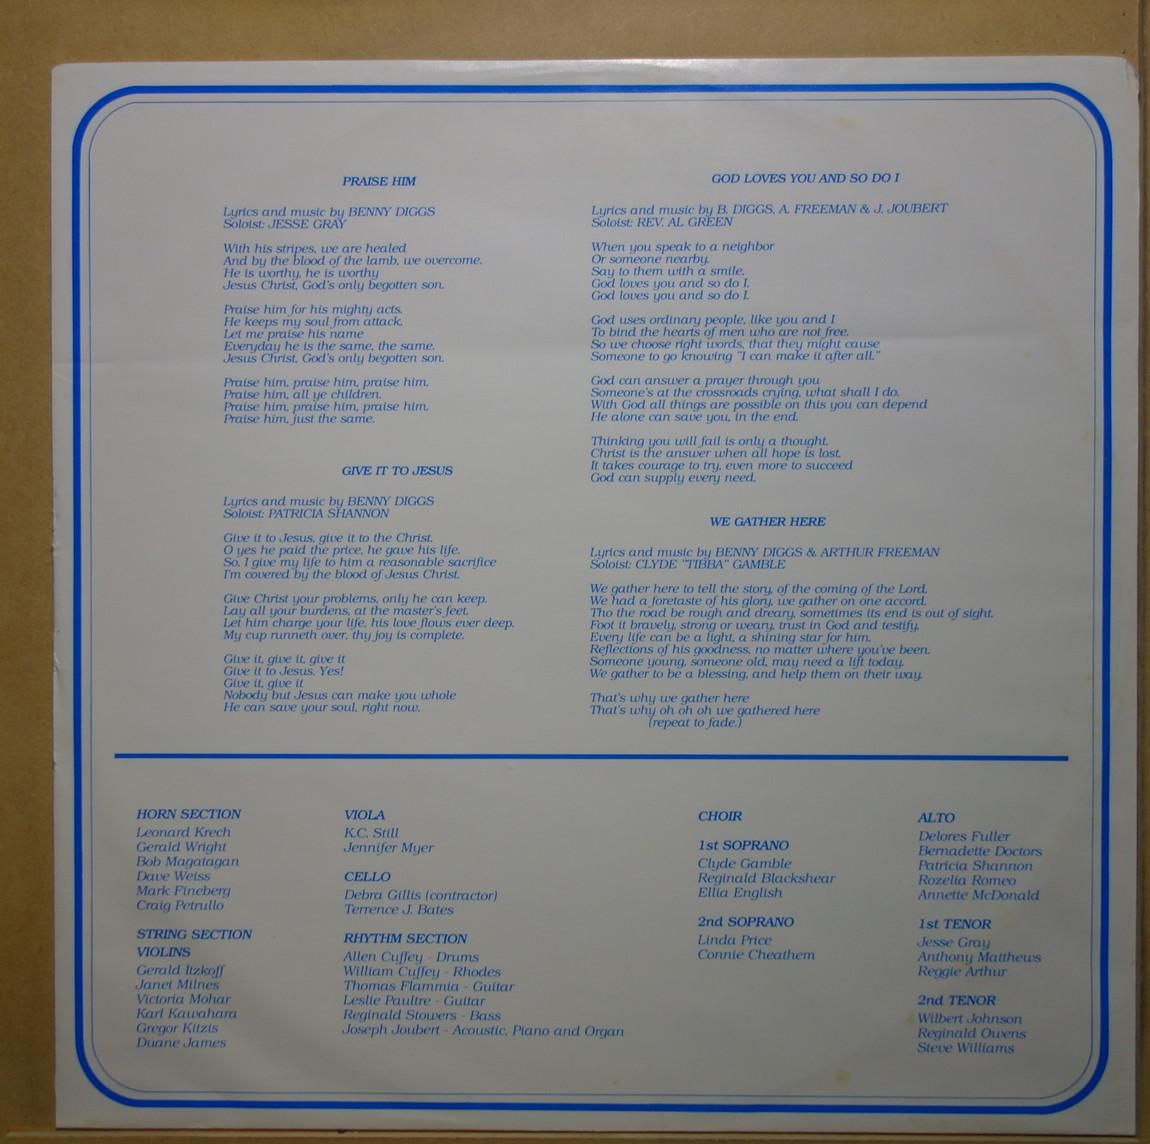 PRAISE HIM
Lyrics and music by BENNY DIGGS
Soloist: JESSE GRAY
With his stripes, we are healed
And by the blood of the lamb, we overcome.
He is worthy, he is worthy
Jesus Christ, God's only begotten son.
Praise him for his mighty acts.
He keeps my soul from attack.
Let me praise his name
Everyday he is the same, the same.
Jesus Christ, God's only begotten son.
Praise him, praise him, praise him.
Praise him, all ye children.
Praise him, praise him, praise him.
Praise him, just the same.
GIVE IT TO JESUS
Lyrics and music by BENNY DIGGS
Soloist: PATRICIA SHANNON
Give it to Jesus, give it to the Christ.
O yes he paid the price, he gave his life.
So, I give my life to him a reasonable sacrifice
I'm covered by the blood of Jesus Christ.
Give Christ your problems, only he can keep.
Lay all your burdens, at the master's feet.
Let him charge your life, his love flows ever deep.
My cup runneth over, thy joy is complete.
Give it, give it, give it
Give it to Jesus. Yes!
Give it, give it
Nobody but Jesus can make you whole
He can save your soul, right now.
GOD LOVES YOU AND SO DO I
Lyrics and music by B. DIGGS, A. FREEMAN & J. JOUBERT
Soloist: REV. AL GREEN
When you speak to a neighbor
Or someone nearby.
Say to them with a smile.
God loves you and so do I.
God loves you and so do I.
God uses ordinary people, like you and I
To bind the hearts of men who are not free.
So we choose right words, that they might cause
Someone to go knowing "I can make it after all."
God can answer a prayer through you
Someone's at the crossroads crying, what shall I do.
With God all things are possible on this you can depend
He alone can save you, in the end.
Thinking you will fail is only a thought.
Christ is the answer when all hope is lost.
It takes courage to try, even more to succeed
God can supply every need.
WE GATHER HERE
Lyrics and music by BENNY DIGGS & ARTHUR FREEMAN
Soloist: CLYDE "TIBBA" GAMBLE
We gather here to tell the story, of the coming of the Lord.
We had a foretaste of his glory, we gather on one accord.
Tho the road be rough and dreary, sometimes its end is out of sight.
Foot it bravely, strong or weary, trust in God and testify.
Every life can be a light, a shining star for him.
Reflections of his goodness, no matter where you've been.
Someone young, someone old, may need a lift today.
We gather to be a blessing, and help them on their way.
That's why we gather here
That's why oh oh oh we gathered here
(repeat to fade.)
HORN SECTION
Leonard Krech
Gerald Wright
Bob Magatagan
Dave Weiss
Mark Fineberg
Craig Petrullo
STRING SECTION
VIOLINS
Gerald Itzkoff
Janet Milnes
Victoria Mohar
Karl Kawahara
Gregor Kitzis
Duane James
VIOLA
K.C. Still
Jennifer Myer
CELLO
Debra Gillis (contractor)
Terrence J. Bates
RHYTHM SECTION
Allen Cuffey - Drums
William Cuffey - Rhodes
Thomas Flammia - Guitar
Leslie Paultre - Guitar
Reginald Stowers - Bass
Joseph Joubert - Acoustic, Piano and Organ
CHOIR
1st SOPRANO
Clyde Gamble
Reginald Blackshear
Ellia English
2nd SOPRANO
Linda Price
Connie Cheathem
ALTO
Delores Fuller
Bernadette Doctors
Patricia Shannon
Rozelia Romeo
Annette McDonald
1st TENOR
Jesse Gray
Anthony Matthews
Reggie Arthur
2nd TENOR
Wilbert Johnson
Reginald Owens
Steve Williams